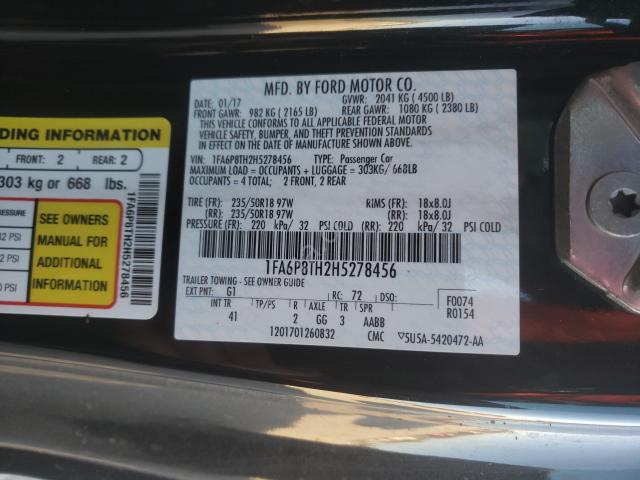 DING INFORMATION
FRONT: 2 REAR: 2
303 kg or 668 lbs.
PRESSURE
SEE OWNERS
MANUAL FOR
ADDITIONAL
INFORMATION
2 PSI
2 PSI
0 PSI
1FA6P8TH2H5278456
MFD. BY FORD MOTOR CO.
DATE: 01/17 GVWR: 2041 KG ( 4500 LB)
FRONT GAWR: 982 KG ( 2165 LB) REAR GAWR: 1080 KG ( 2380 LB)
THIS VEHICLE CONFORMS TO ALL APPLICABLE FEDERAL MOTOR
VEHICLE SAFETY, BUMPER, AND THEFT PREVENTION STANDARDS
IN EFFECT ON THE DATE OF MANUFACTURE SHOWN ABOVE.
VIN: 1FA6P8TH2H5278456 TYPE: Passenger Car
MAXIMUM LOAD = OCCUPANTS + LUGGAGE = 303KG/ 668LB
OCCUPANTS = 4 TOTAL; 2 FRONT, 2 REAR
TIRE (FR): 235/50R18 97W RIMS (FR): 18x8.0J
(RR): 235/50R18 97W (RR): 18x8.0J
PRESSURE (FR): 220 kPa/ 32 PSI COLD (RR): 220 kPa/ 32 PSI COLD
1FA6P8TH2H5278456
TRAILER TOWING - SEE OWNER GUIDE
EXT PNT: G1 RC: 72 DSO: F0074
INT TR TP/PS R AXLE TR SPR R0154
41 2 GG 3 AABB
1201701260832 CMC 5U5A-5420472-AA